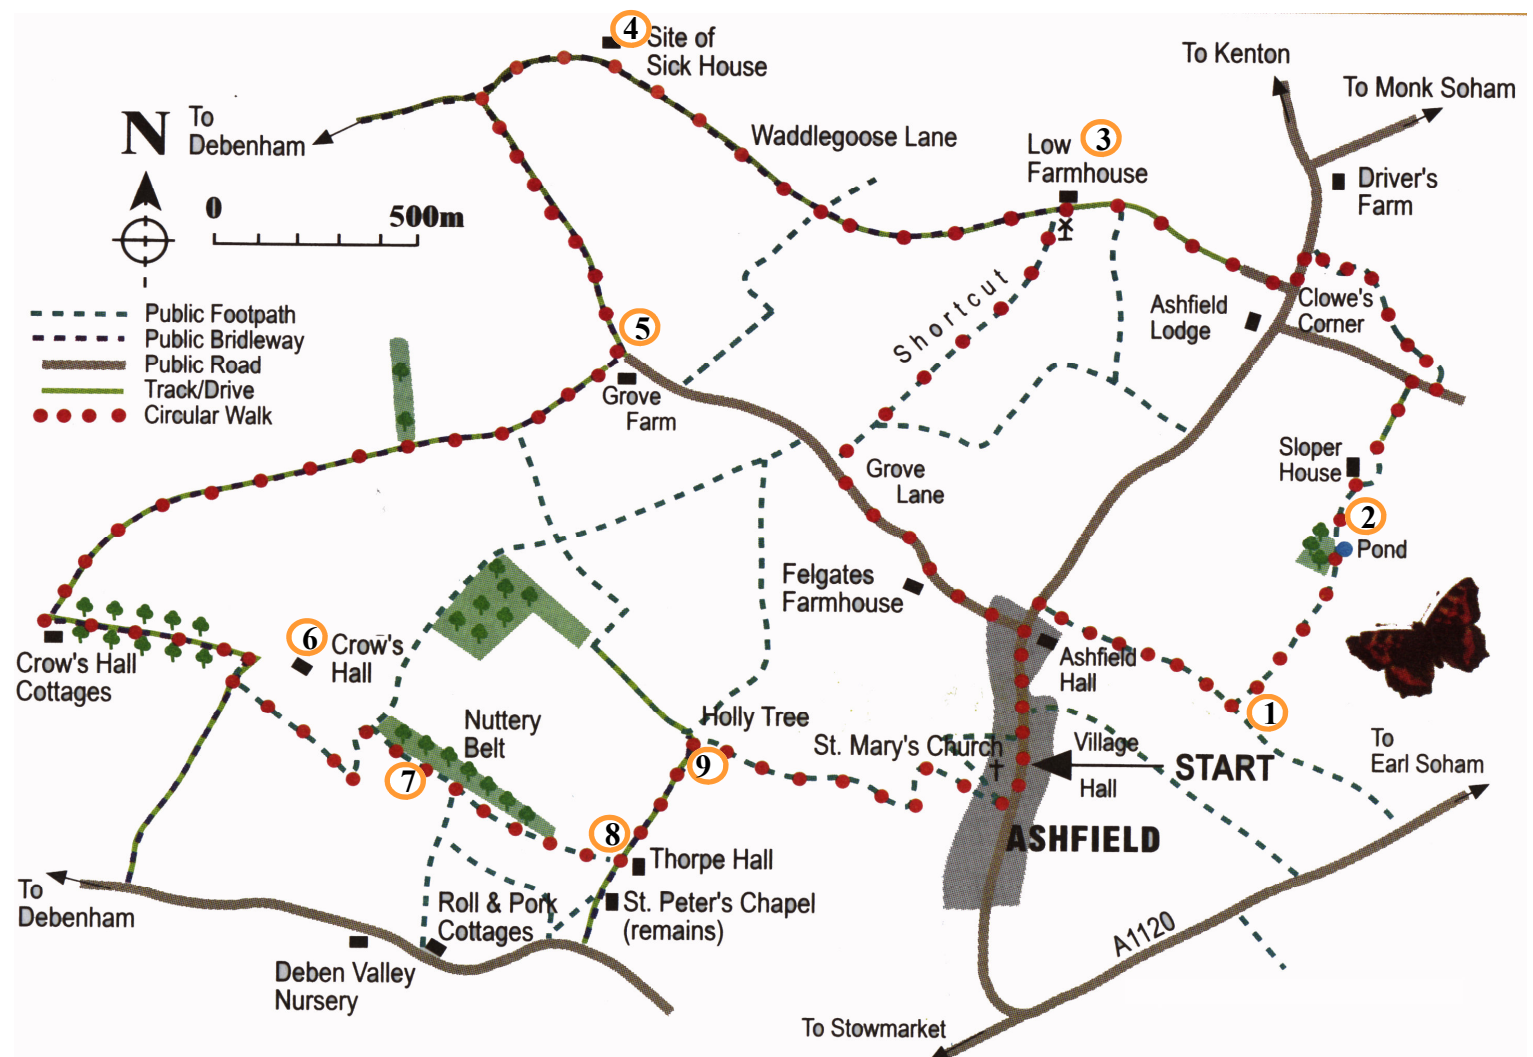 4
Site of
Sick House
To Kenton
To Monk Soham
N
To
Debenham
Waddlegoose Lane
3
Low
Farmhouse
Driver's
Farm
0
500m
Public Footpath
Public Bridleway
Public Road
Track/Drive
Circular Walk
5
Grove
Farm
Shortcut
Ashfield
Lodge
Clowe's
Corner
Grove
Lane
Sloper
House
2
Pond
Felgates
Farmhouse
6
Crow's
Hall
Crow's Hall
Cottages
Ashfield
Hall
1
Nuttery
Belt
7
Holly Tree
9
St. Mary's Church
Village
Hall
START
To
Earl Soham
8
Thorpe Hall
ASHFIELD
To
Debenham
Roll & Pork
Cottages
St. Peter's Chapel
(remains)
A1120
Deben Valley
Nursery
To Stowmarket